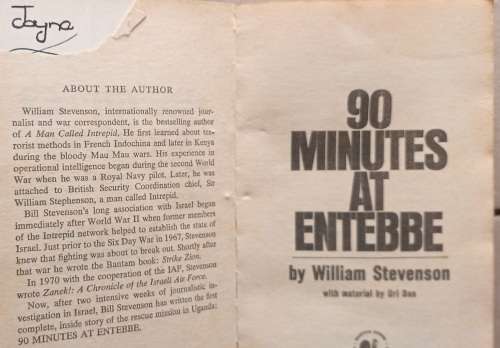 Jayne
ABOUT THE AUTHOR
William Stevenson, internationally renowned jour-
nalist and war correspondent, is the bestselling author
of A Man Called Intrepid. He first learned about ter-
rorist methods in French Indochina and later in Kenya
during the bloody Mau Mau wars. His experience in
operational intelligence began during the second World
War when he was a Royal Navy pilot. Later, he was
attached to British Security Coordination chief, Sir
William Stephenson, a man called Intrepid.
Bill Stevenson's long association with Israel began
immediately after World War II when former members
of the Intrepid network helped to establish the state of
Israel. Just prior to the Six Day War in 1967, Stevenson
knew that fighting was about to break out. Shortly after
that war he wrote the Bantam book: Strike Zion.
In 1970 with the cooperation of the IAF, Stevenson
wrote Zanek!: A Chronicle of the Israeli Air Force.
Now, after two intensive weeks of journalistic in-
vestigation in Israel, Bill Stevenson has written the first
complete, inside story of the rescue mission in Uganda:
90 MINUTES AT ENTEBBE.
90
MINUTES
AT
ENTEBBE
by William Stevenson
with material by Uri Dan